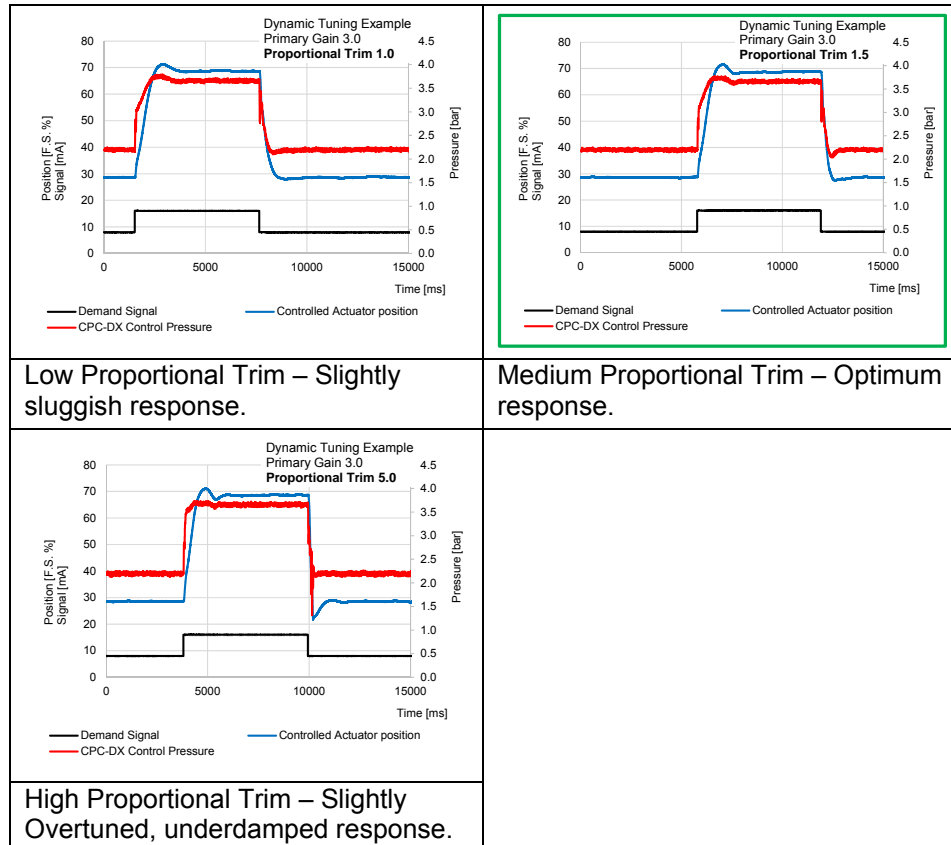 Dynamic Tuning Example
Primary Gain 3.0
Proportional Trim 1.0
80
70
60
50
40
30
20
10
0
Position [F.S. %]
Signal [mA]
4.5
4.0
3.5
3.0
2.5
2.0
1.5
1.0
0.5
0.0
Pressure [bar]
0 5000 10000 15000
Time [ms]
Demand Signal Controlled Actuator position
CPC-DX Control Pressure
Low Proportional Trim – Slightly
sluggish response.
Dynamic Tuning Example
Primary Gain 3.0
Proportional Trim 1.5
80
70
60
50
40
30
20
10
0
Position [F.S. %]
Signal [mA]
4.5
4.0
3.5
3.0
2.5
2.0
1.5
1.0
0.5
0.0
Pressure [bar]
0 5000 10000 15000
Time [ms]
Demand Signal Controlled Actuator position
CPC-DX Control Pressure
Medium Proportional Trim – Optimum
response.
Dynamic Tuning Example
Primary Gain 3.0
Proportional Trim 5.0
80
70
60
50
40
30
20
10
0
Position [F.S. %]
Signal [mA]
4.5
4.0
3.5
3.0
2.5
2.0
1.5
1.0
0.5
0.0
Pressure [bar]
0 5000 10000 15000
Time [ms]
Demand Signal Controlled Actuator position
CPC-DX Control Pressure
High Proportional Trim – Slightly
Overtuned, underdamped response.